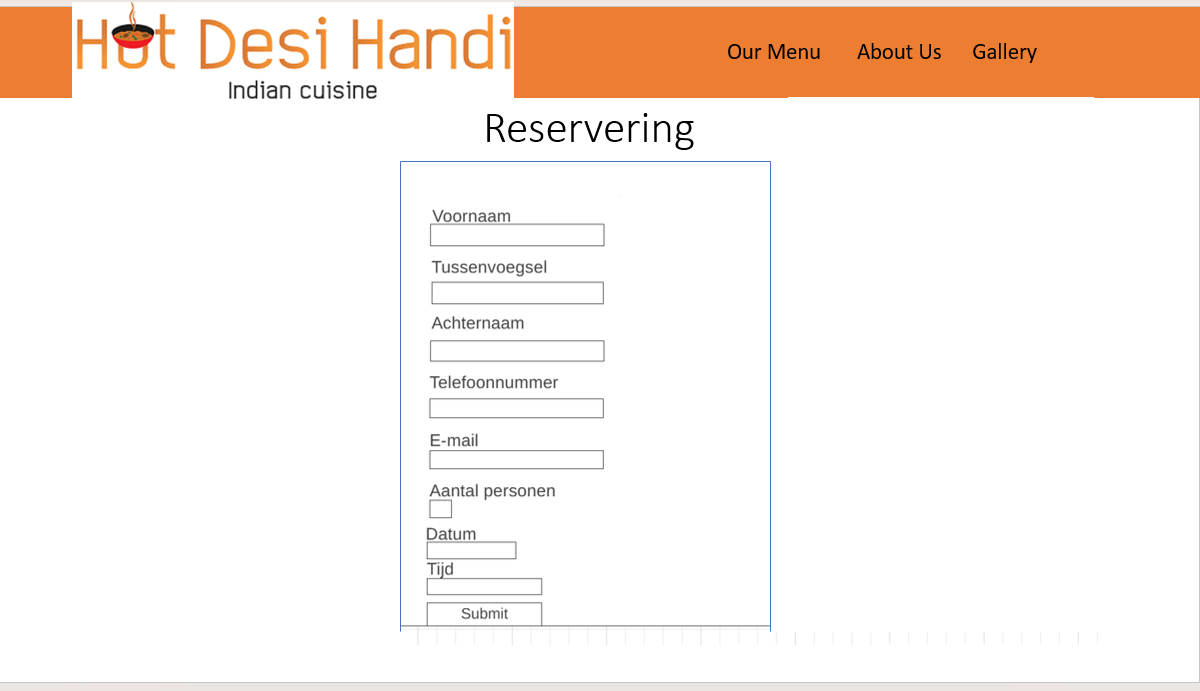 Hot Desi Handi
Indian cuisine
Our Menu About Us Gallery
Reservering
Voornaam
Tussenvoegsel
Achternaam
Telefoonnummer
E-mail
Aantal personen
Datum
Tijd
Submit